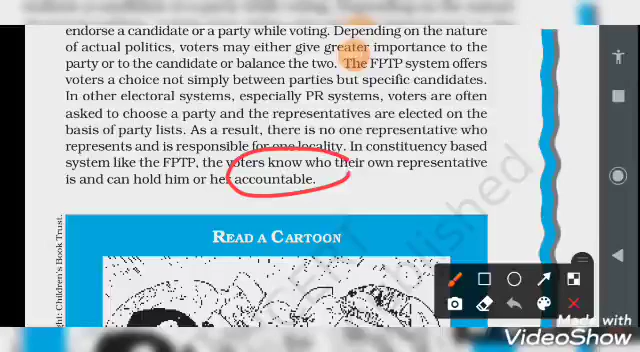 endorse a candidate or a party while voting. Depending on the nature
of actual politics, voters may either give greater importance to the
party or to the candidate or balance the two. The FPTP system offers
voters a choice not simply between parties but specific candidates.
In other electoral systems, especially PR systems, voters are often
asked to choose a party and the representatives are elected on the
basis of party lists. As a result, there is no one representative who
represents and is responsible for one locality. In constituency based
system like the FPTP, the voters know who their own representative
is and can hold him or her accountable.
READ A CARTOON
ght: Children's Book Trust.
published
Made with
VideoShow